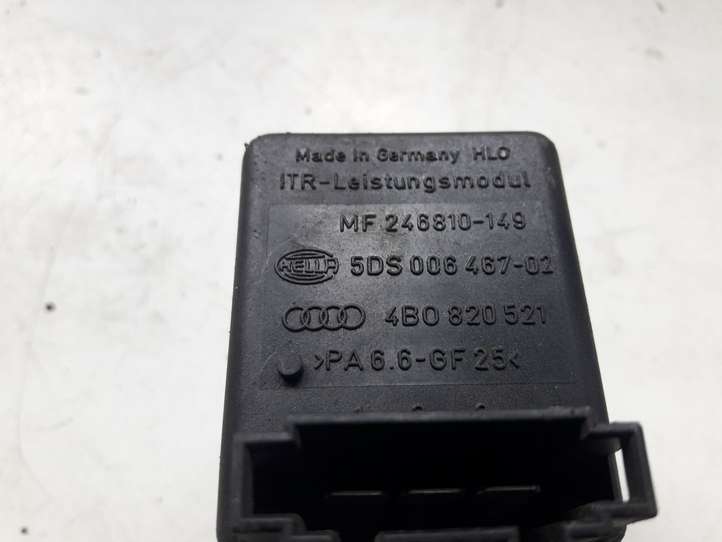 Made in Germany HLO
ITR-Leistungsmodul
MF 246810-149
HELLA 5DS 006 467-02
4B0 820 521
>PA 6.6-GF 25<